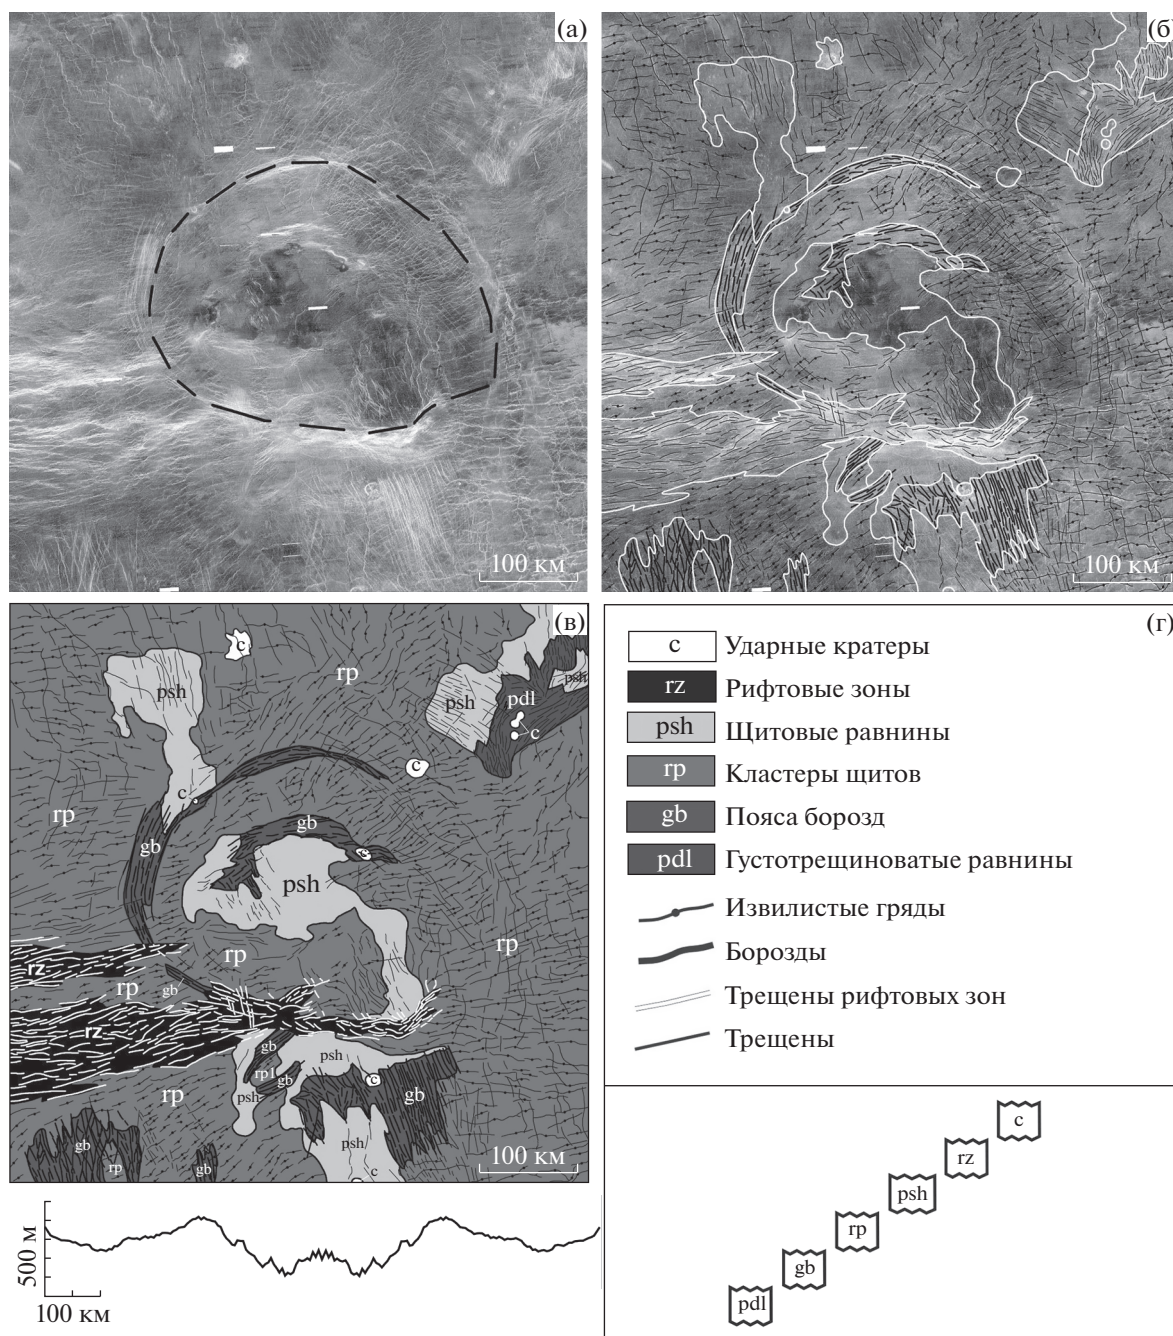 (а)
100 км
(б)
100 км
(в)
c
rp
psh
psh
pdl
psh
c
c
c
rp
gb
gb
c
psh
rp
rp
rz
rp
gb
rz
gb
psh
rp1
gb
c
psh
rp
gb
gb
psh
rp
gb
c
100 км
500 м
100 км
(г)
c Ударные кратеры
rz Рифтовые зоны
psh Щитовые равнины
rp Кластеры щитов
gb Пояса борозд
pdl Густотрещиноватые равнины
Извилистые гряды
Борозды
Трещены рифтовых зон
Трещены
c
rz
psh
rp
gb
pdl